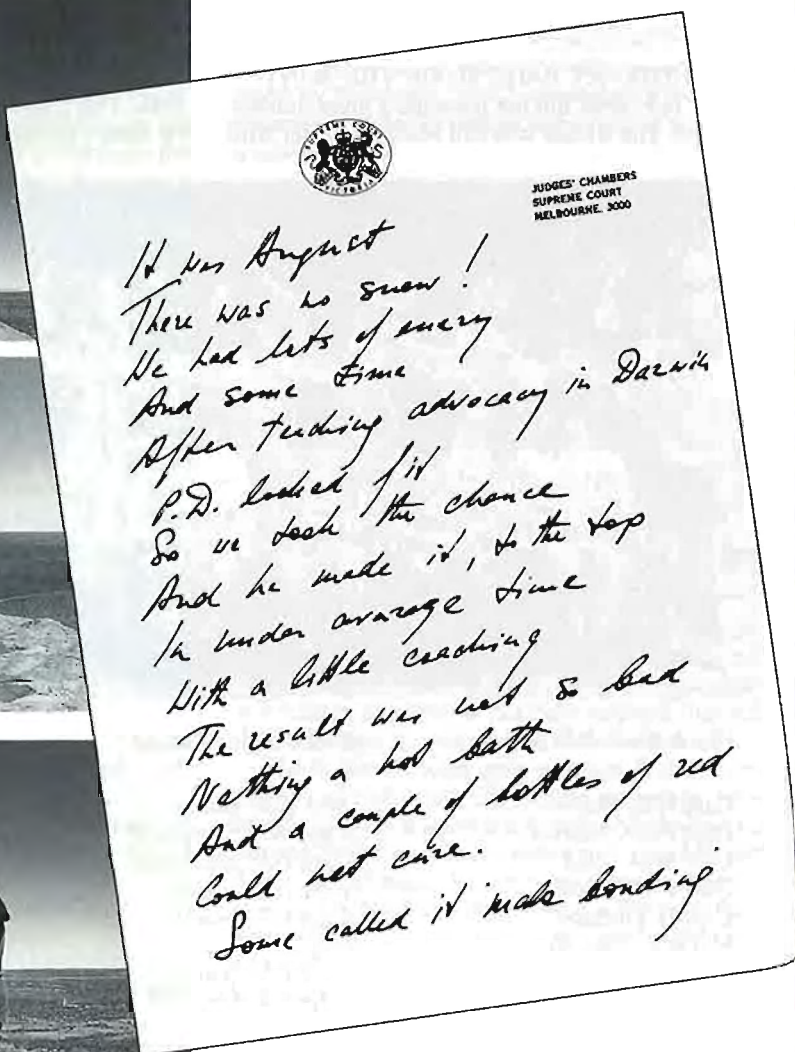 SUPREME COURT
VICTORIA
JUDGES' CHAMBERS
SUPREME COURT
MELBOURNE, 3000
It was August
There was no snow!
We had lots of energy
And some time
After teaching advocacy in Darwin
P.D. looked fit
So we took the chance
And he made it, to the top
In under average time
With a little coaching
The result was not so bad
Nothing a hot bath
And a couple of bottles of red
Could not cure.
Some called it male bonding